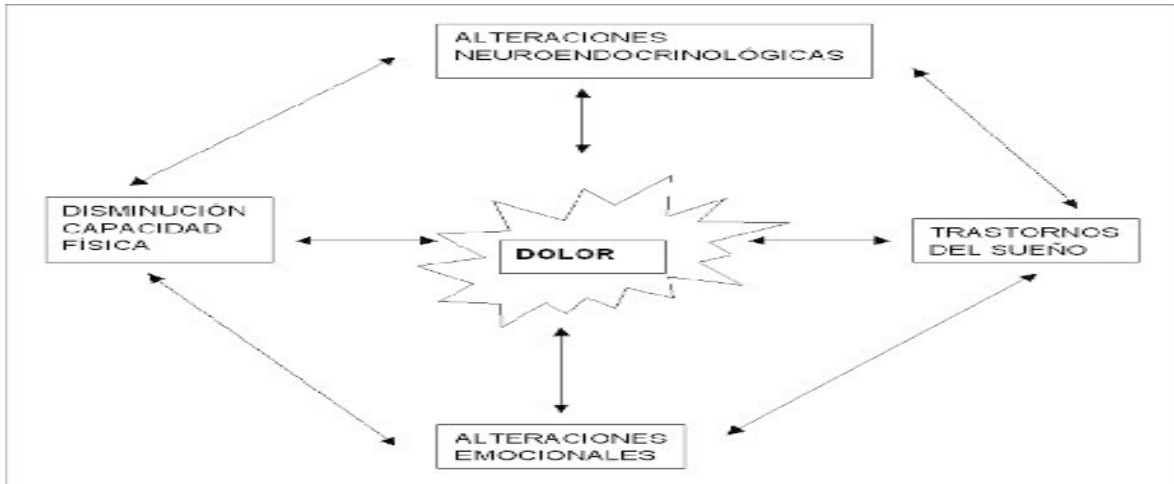 ALTERACIONES
NEUROENDOCRINOLÓGICAS
DISMINUCIÓN
CAPACIDAD
FÍSICA
DOLOR
TRASTORNOS
DEL SUEÑO
ALTERACIONES
EMOCIONALES